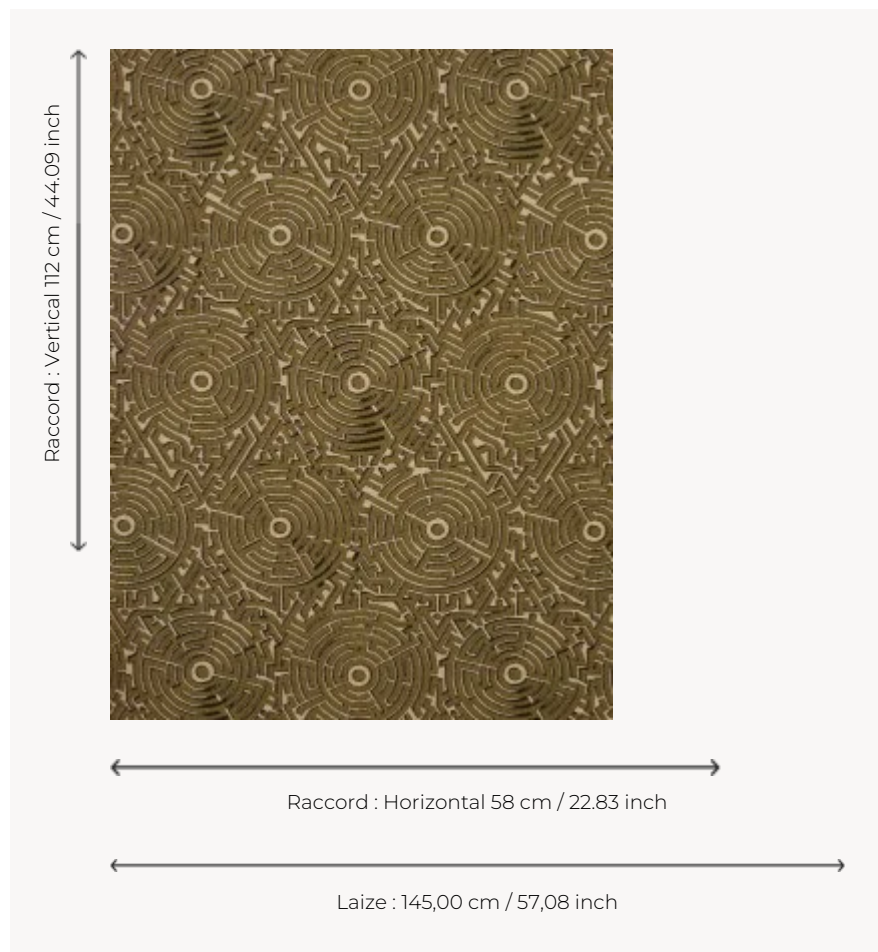 Raccord : Vertical 112 cm / 44.09 inch
Raccord : Horizontal 58 cm / 22.83 inch
Laize : 145,00 cm / 57,08 inch